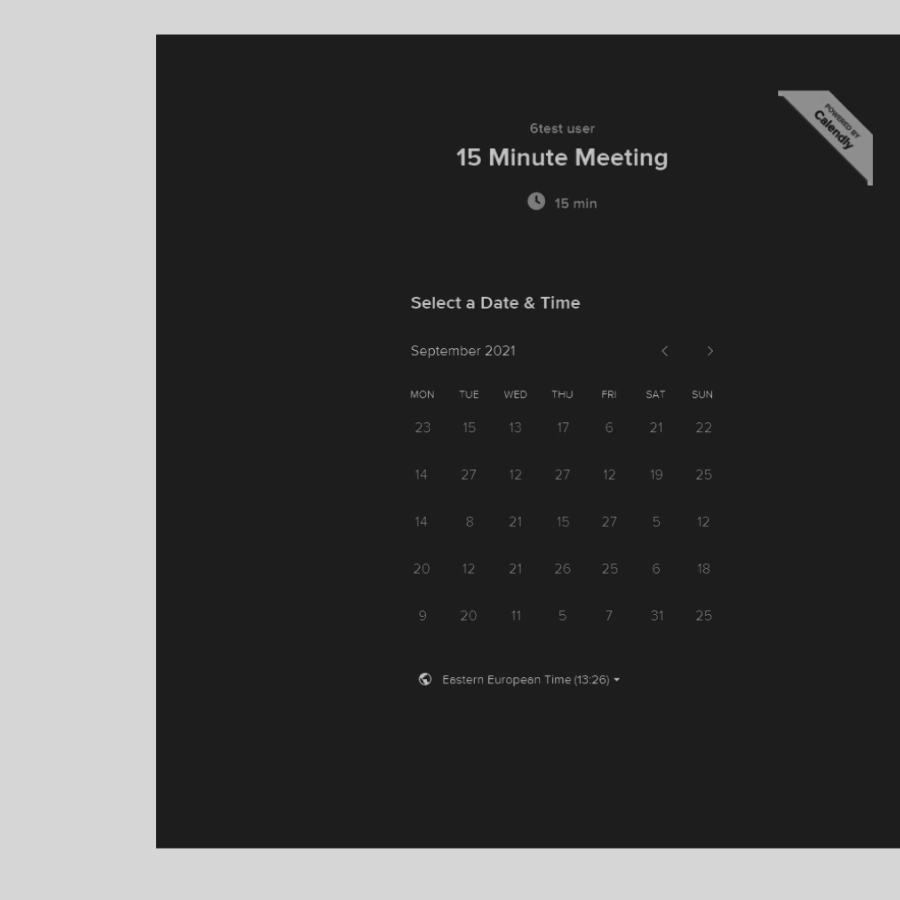 POWERED BY
Calendly
6test user
15 Minute Meeting
15 min
Select a Date & Time
September 2021
MON TUE WED THU FRI SAT SUN
23 15 13 17 6 21 22
14 27 12 27 12 19 25
14 8 21 15 27 5 12
20 12 21 26 25 6 18
9 20 11 5 7 31 25
Eastern European Time (13:26)